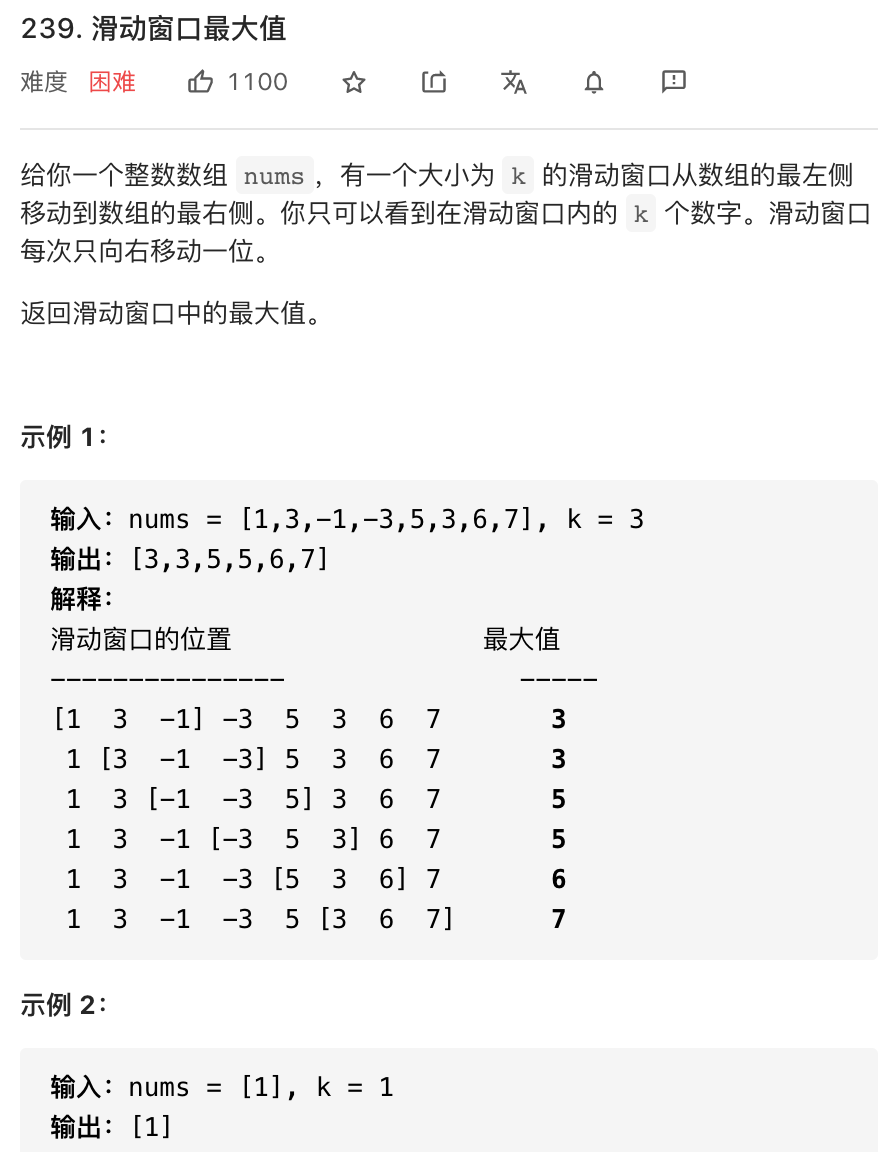 239. 滑动窗口最大值
难度 困难 1100
给你一个整数数组 nums，有一个大小为 k 的滑动窗口从数组的最左侧
移动到数组的最右侧。你只可以看到在滑动窗口内的 k 个数字。滑动窗口
每次只向右移动一位。
返回滑动窗口中的最大值。
示例 1：
输入：nums = [1,3,-1,-3,5,3,6,7], k = 3
输出：[3,3,5,5,6,7]
解释：
滑动窗口的位置                最大值
---------------               -----
[1  3  -1] -3  5  3  6  7       3
 1 [3  -1  -3] 5  3  6  7       3
 1  3 [-1  -3  5] 3  6  7       5
 1  3  -1 [-3  5  3] 6  7       5
 1  3  -1  -3 [5  3  6] 7       6
 1  3  -1  -3  5 [3  6  7]      7
示例 2：
输入：nums = [1], k = 1
输出：[1]